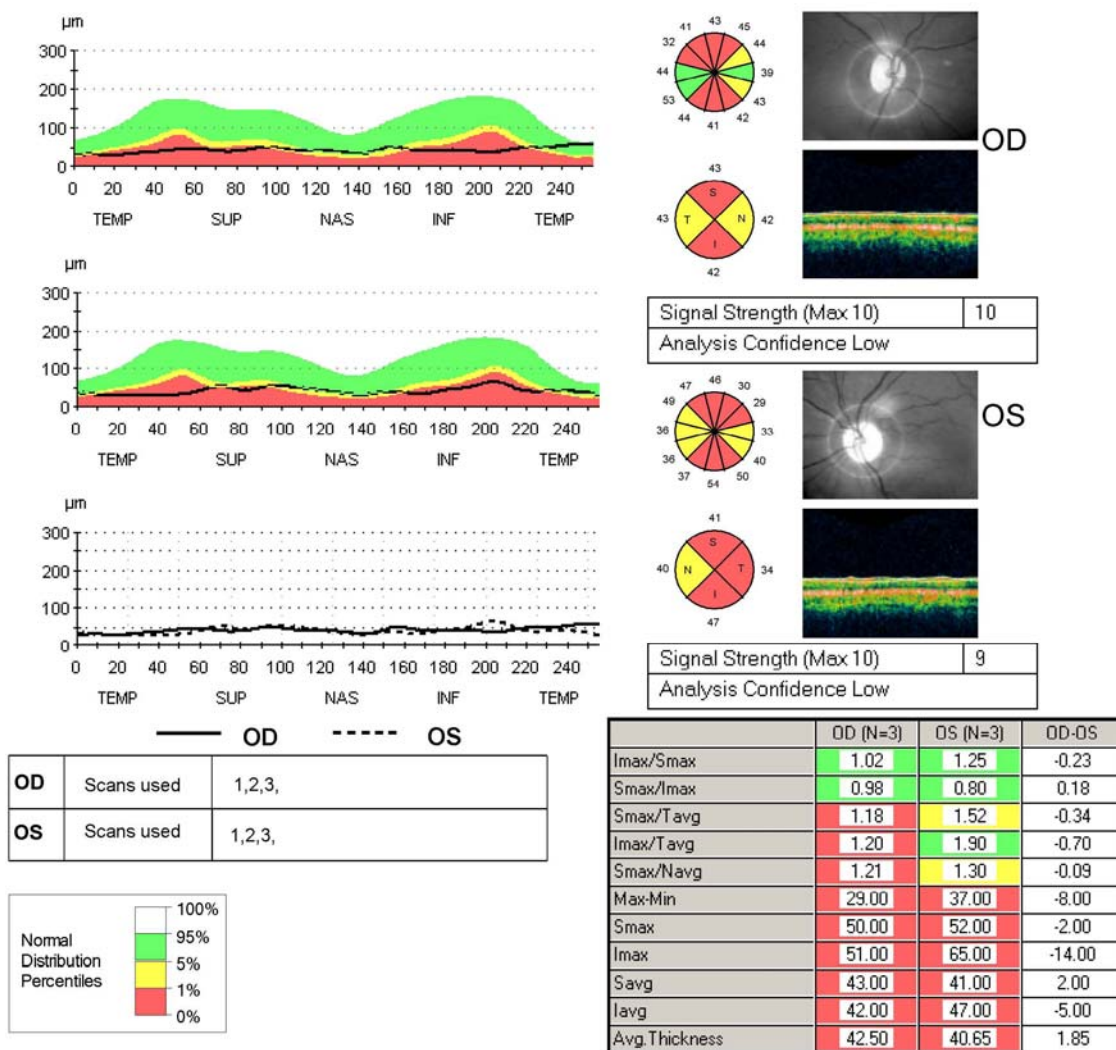 µm
300
200
100
0
0 20 40 60 80 100 120 140 160 180 200 220 240
TEMP SUP NAS INF TEMP
µm
300
200
100
0
0 20 40 60 80 100 120 140 160 180 200 220 240
TEMP SUP NAS INF TEMP
µm
300
200
100
0
0 20 40 60 80 100 120 140 160 180 200 220 240
TEMP SUP NAS INF TEMP
OD OS
OD Scans used 1,2,3,
OS Scans used 1,2,3,
Normal
Distribution
Percentiles
100%
95%
5%
1%
0%
43
41 45
32 44
44 39
53 43
44 42
41
OD
43
S
43 T N 42
I
42
Signal Strength (Max 10) 10
Analysis Confidence Low
46
47 30
49 29
36 33
36 40
37 50
54
OS
41
S
40 N T 34
I
47
Signal Strength (Max 10) 9
Analysis Confidence Low
OD (N=3) OS (N=3) OD-OS
Imax/Smax 1.02 1.25 -0.23
Smax/Imax 0.98 0.80 0.18
Smax/Tavg 1.18 1.52 -0.34
Imax/Tavg 1.20 1.90 -0.70
Smax/Navg 1.21 1.30 -0.09
Max-Min 29.00 37.00 -8.00
Smax 50.00 52.00 -2.00
Imax 51.00 65.00 -14.00
Savg 43.00 41.00 2.00
Iavg 42.00 47.00 -5.00
Avg.Thickness 42.50 40.65 1.85